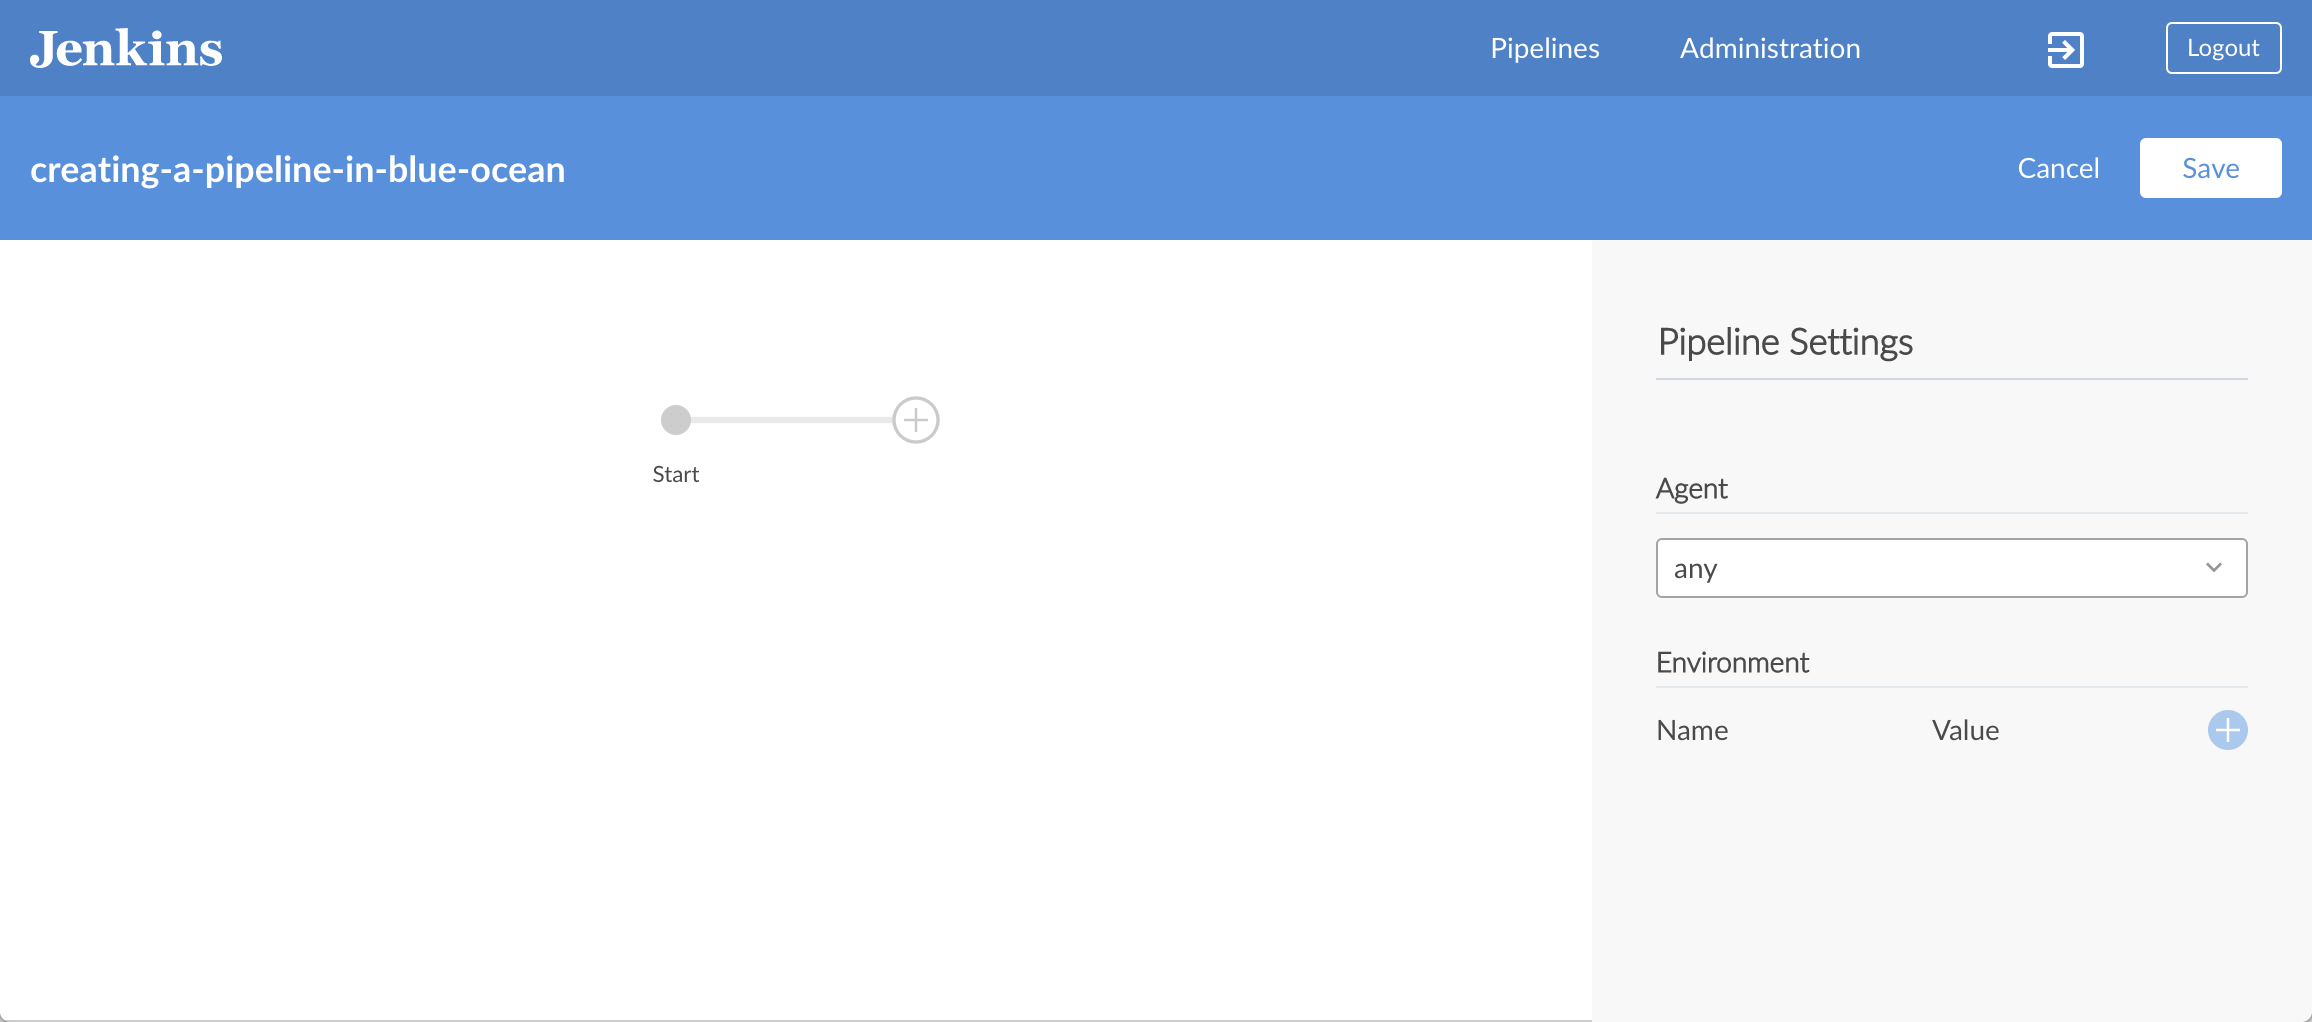 Jenkins
Pipelines
Administration
Logout
creating-a-pipeline-in-blue-ocean
Cancel
Save
Start
Pipeline Settings
Agent
any
Environment
Name
Value